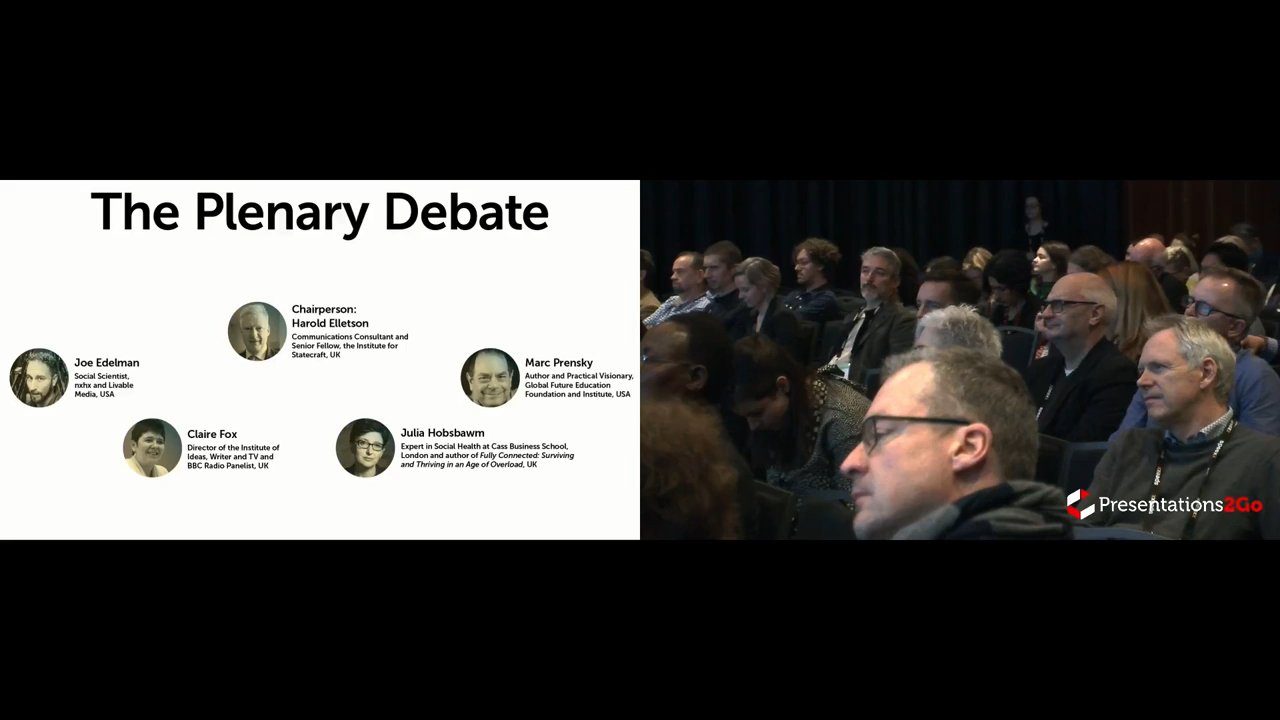 The Plenary Debate
Chairperson:
Harold Elletson
Communications Consultant and
Senior Fellow, the Institute for
Statecraft, UK
Joe Edelman
Social Scientist,
nxhx and Livable
Media, USA
Marc Prensky
Author and Practical Visionary,
Global Future Education
Foundation and Institute, USA
Claire Fox
Director of the Institute of
Ideas, Writer and TV and
BBC Radio Panelist, UK
Julia Hobsbawm
Expert in Social Health at Cass Business School,
London and author of Fully Connected: Surviving
and Thriving in an Age of Overload, UK
Presentations2Go